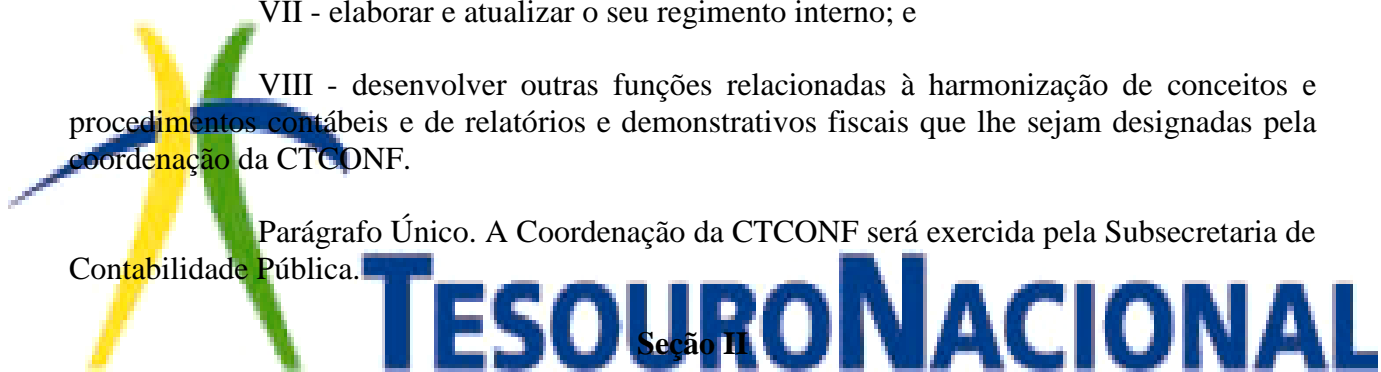 VII - elaborar e atualizar o seu regimento interno; e
VIII - desenvolver outras funções relacionadas à harmonização de conceitos e
procedimentos contábeis e de relatórios e demonstrativos fiscais que lhe sejam designadas pela
coordenação da CTCONF.
Parágrafo Único. A Coordenação da CTCONF será exercida pela Subsecretaria de
Contabilidade Pública.
TESOURONACIONAL
Seção II